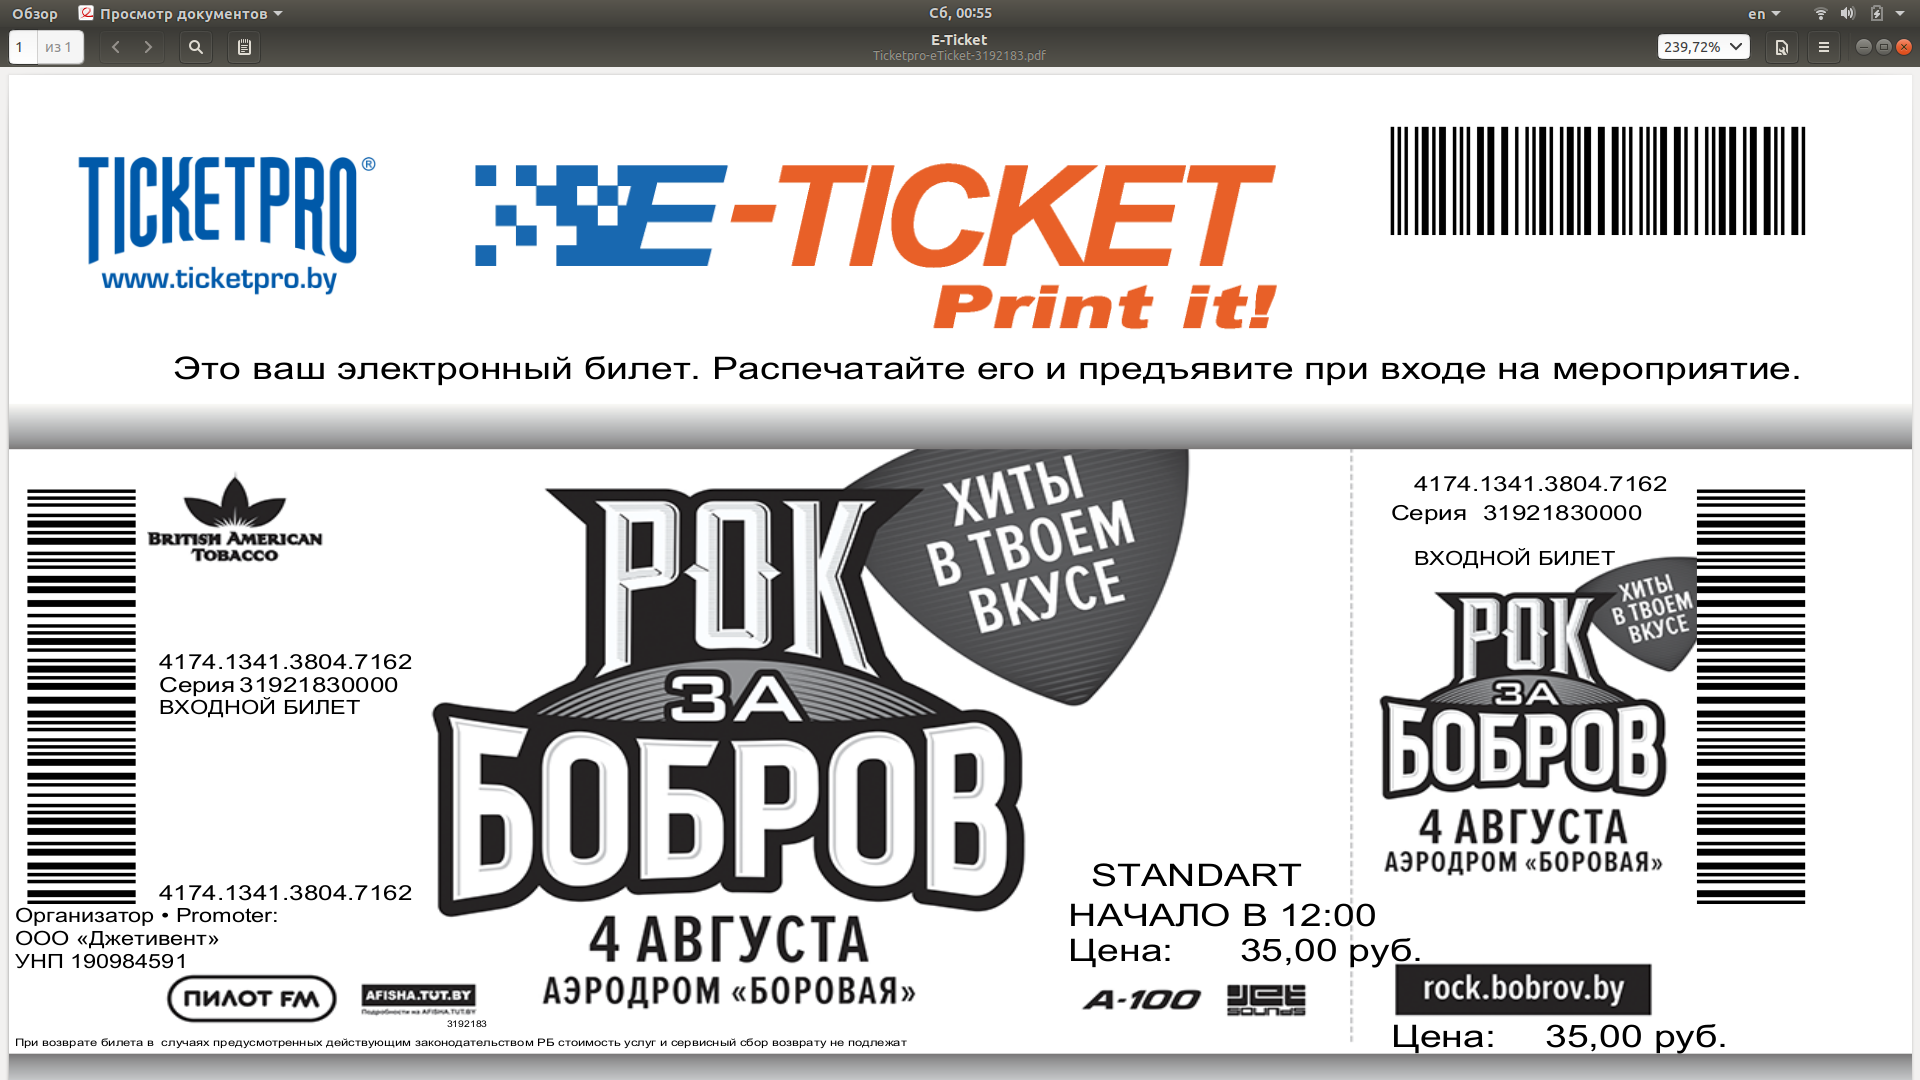 Обзор
Просмотр документов
Сб, 00:55
en
1 из 1
E-Ticket
Ticketpro-eTicket-3192183.pdf
239,72%
TICKETPRO®
www.ticketpro.by
E-TICKET
Print it!
Это ваш электронный билет. Распечатайте его и предъявите при входе на мероприятие.
BRITISH AMERICAN
TOBACCO
4174.1341.3804.7162
Серия 31921830000
ВХОДНОЙ БИЛЕТ
4174.1341.3804.7162
Организатор • Promoter:
ООО «Джетивент»
УНП 190984591
ПИЛОТ FM
AFISHA.TUT.BY
Подробности на AFISHA.TUT.BY
3192183
При возврате билета в случаях предусмотренных действующим законодательством РБ стоимость услуг и сервисный сбор возврату не подлежат
РОК
ЗА
БОБРОВ
ХИТЫ
В ТВОЕМ
ВКУСЕ
4 АВГУСТА
АЭРОДРОМ «БОРОВАЯ»
STANDART
НАЧАЛО В 12:00
Цена: 35,00 руб.
A-100
JET
SOUNDS
4174.1341.3804.7162
Серия 31921830000
ВХОДНОЙ БИЛЕТ
ХИТЫ
В ТВОЕМ
ВКУСЕ
РОК
ЗА
БОБРОВ
4 АВГУСТА
АЭРОДРОМ «БОРОВАЯ»
rock.bobrov.by
Цена: 35,00 руб.